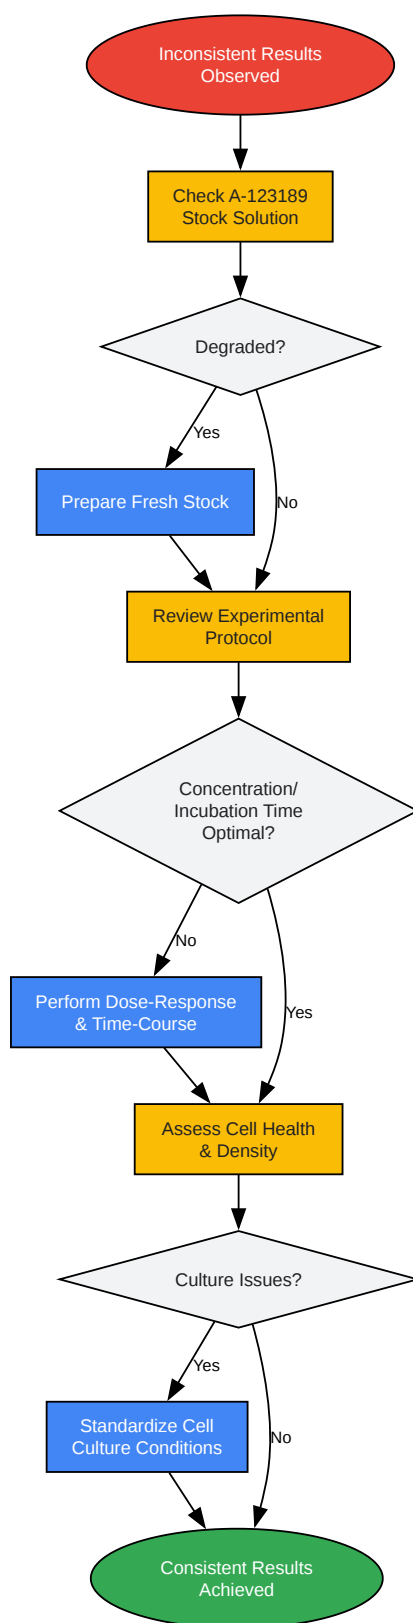 Inconsistent Results
Observed
Check A-123189
Stock Solution
Degraded?
Yes
Prepare Fresh Stock
No
Review Experimental
Protocol
Concentration/
Incubation Time
Optimal?
No
Perform Dose-Response
& Time-Course
Yes
Assess Cell Health
& Density
Culture Issues?
Yes
Standardize Cell
Culture Conditions
No
Consistent Results
Achieved